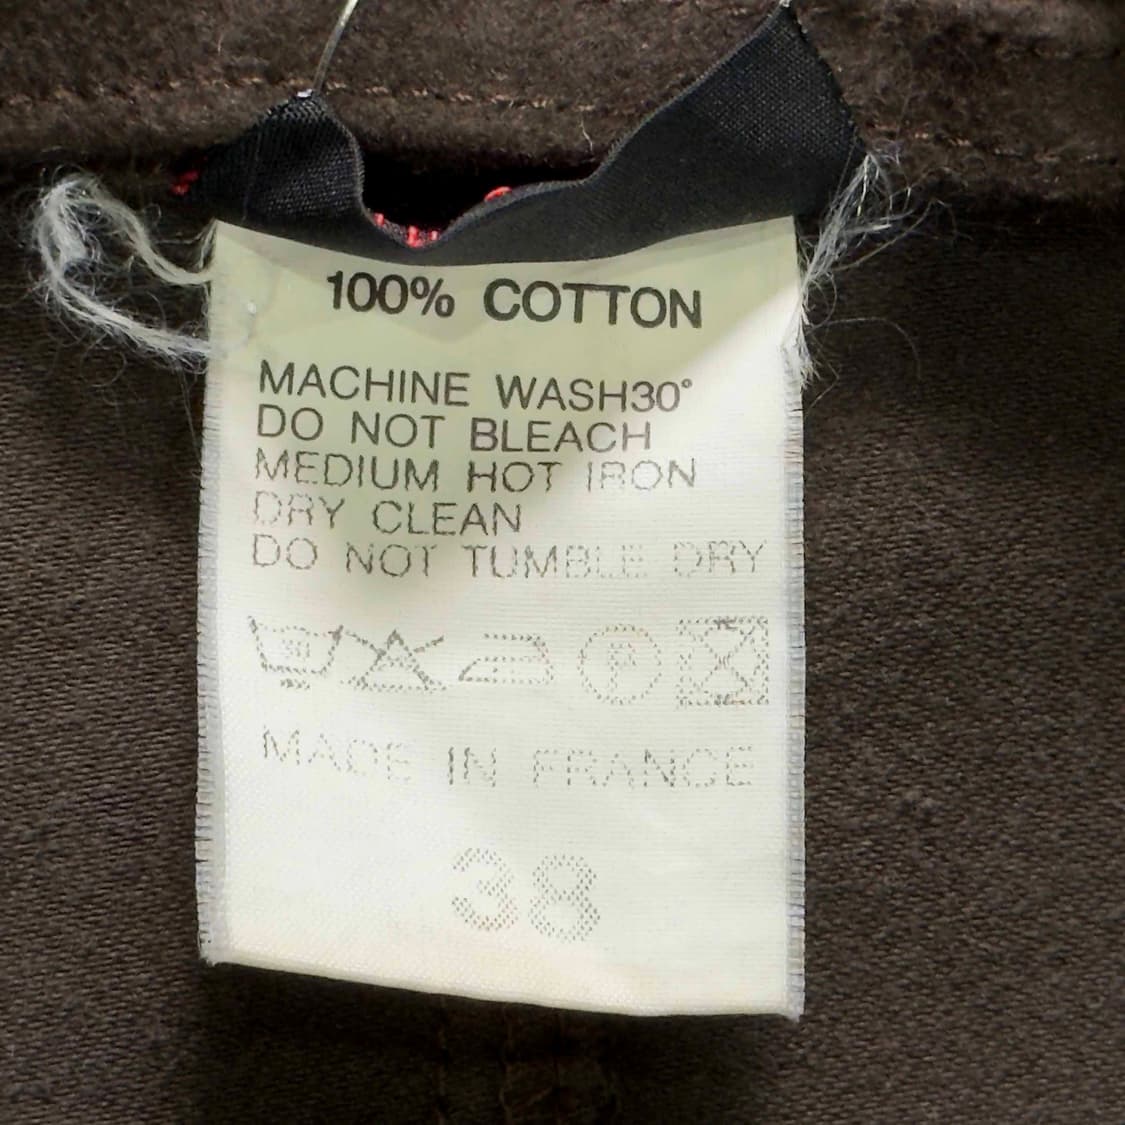 100% COTTON
MACHINE WASH30°
DO NOT BLEACH
MEDIUM HOT IRON
DRY CLEAN
DO NOT TUMBLE DRY
30 P
MADE IN FRANCE
38